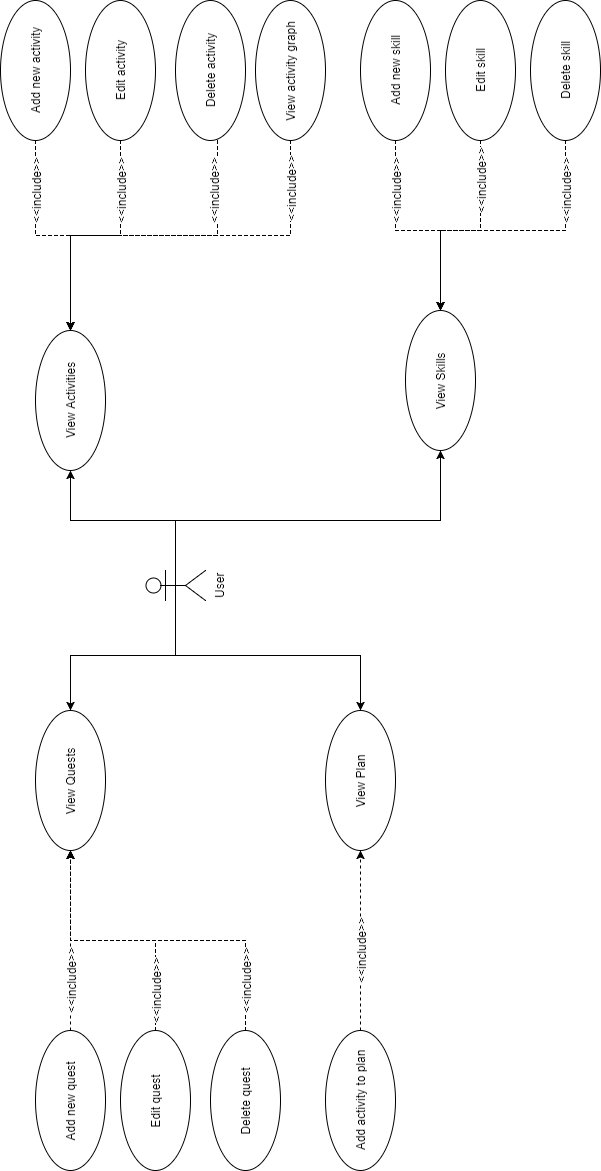 Add new activity
Edit activity
Delete activity
View activity graph
Add new skill
Edit skill
Delete skill
<<include>>
<<include>>
<<include>>
<<include>>
<<include>>
<<include>>
<<include>>
View Activities
View Skills
User
View Quests
View Plan
<<include>>
<<include>>
<<include>>
<<include>>
Add new quest
Edit quest
Delete quest
Add activity to plan